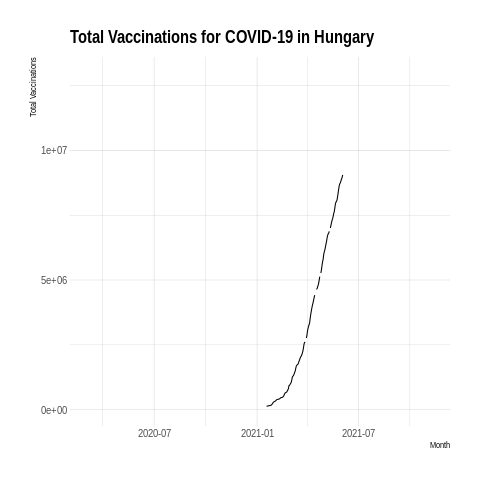 Total Vaccinations for COVID-19 in Hungary
Total Vaccinations
1e+07
5e+06
0e+00
2020-07
2021-01
2021-07
Month